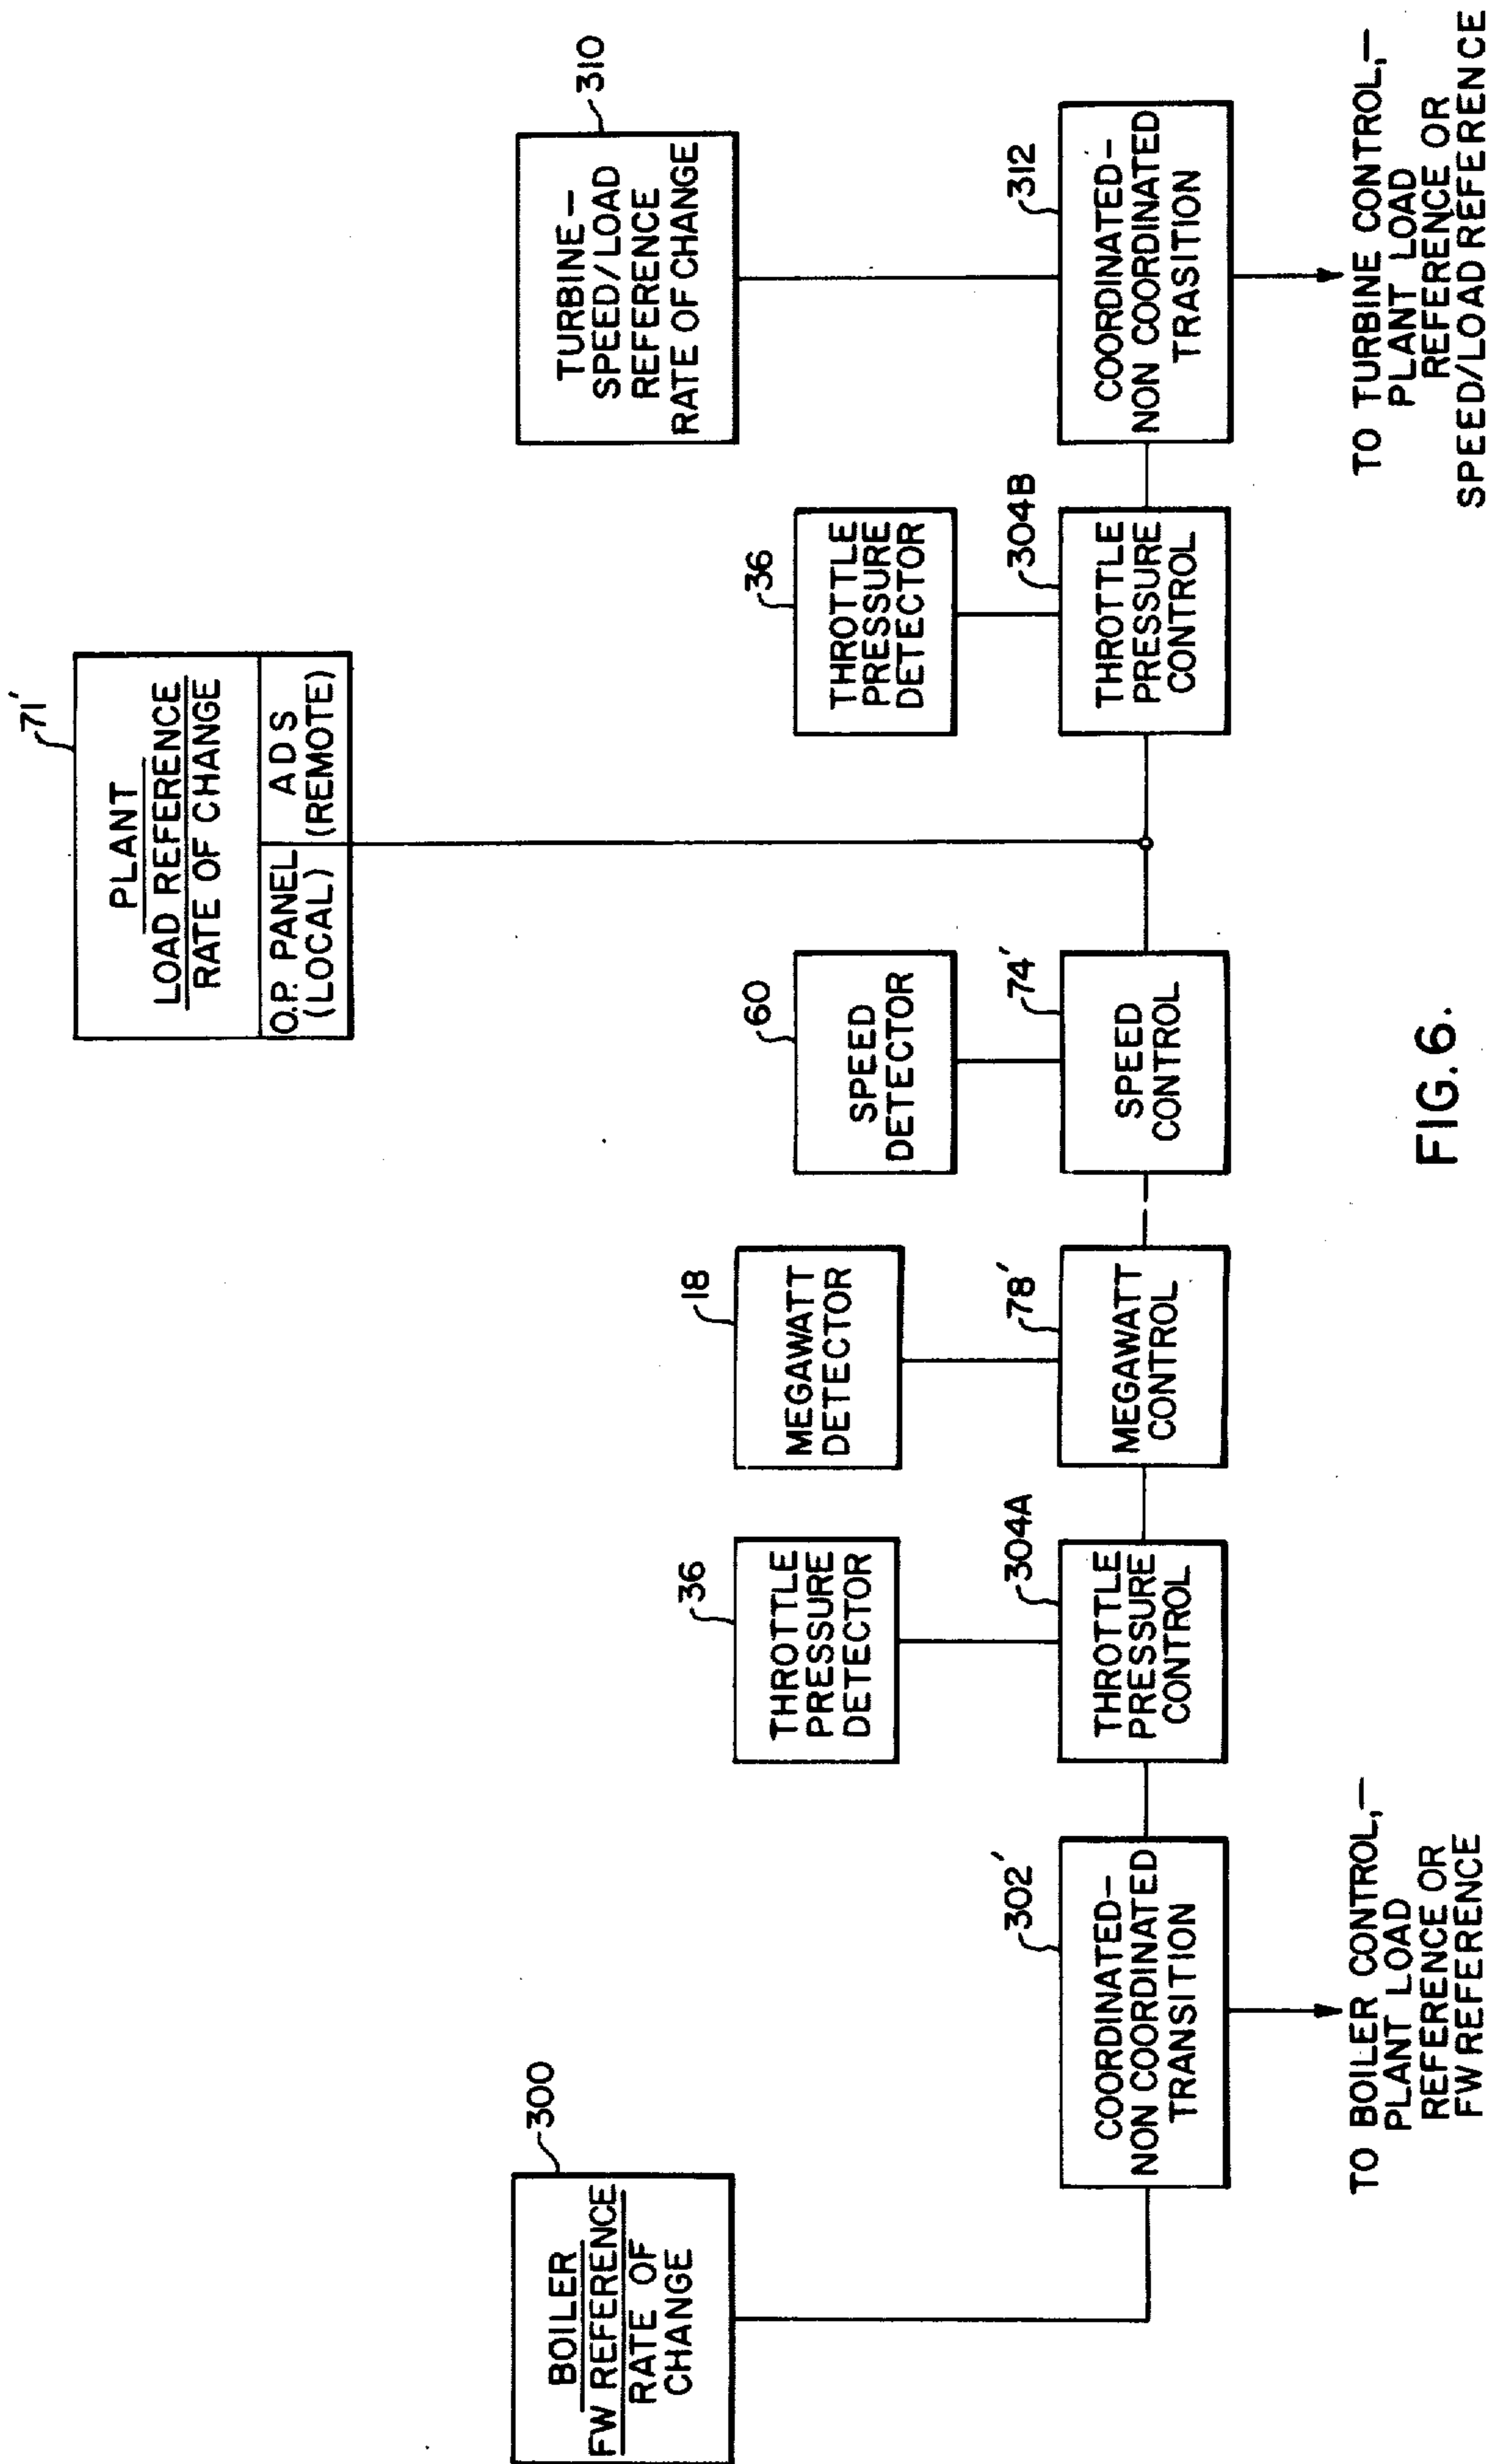 71'
PLANT
LOAD REFERENCE
RATE OF CHANGE
O.P. PANEL
(LOCAL)
ADS
(REMOTE)
300
BOILER
FW REFERENCE
RATE OF
CHANGE
310
TURBINE—
SPEED/LOAD
REFERENCE
RATE OF CHANGE
36
THROTTLE
PRESSURE
DETECTOR
18
MEGAWATT
DETECTOR
60
SPEED
DETECTOR
36
THROTTLE
PRESSURE
DETECTOR
302'
COORDINATED-
NON COORDINATED
TRANSITION
304A
THROTTLE
PRESSURE
CONTROL
78'
MEGAWATT
CONTROL
74'
SPEED
CONTROL
304B
THROTTLE
PRESSURE
CONTROL
312
COORDINATED-
NON COORDINATED
TRASITION
TO BOILER CONTROL,—
PLANT LOAD
REFERENCE OR
FW REFERENCE
TO TURBINE CONTROL,—
PLANT LOAD
REFERENCE OR
SPEED/LOAD REFERENCE
FIG. 6.